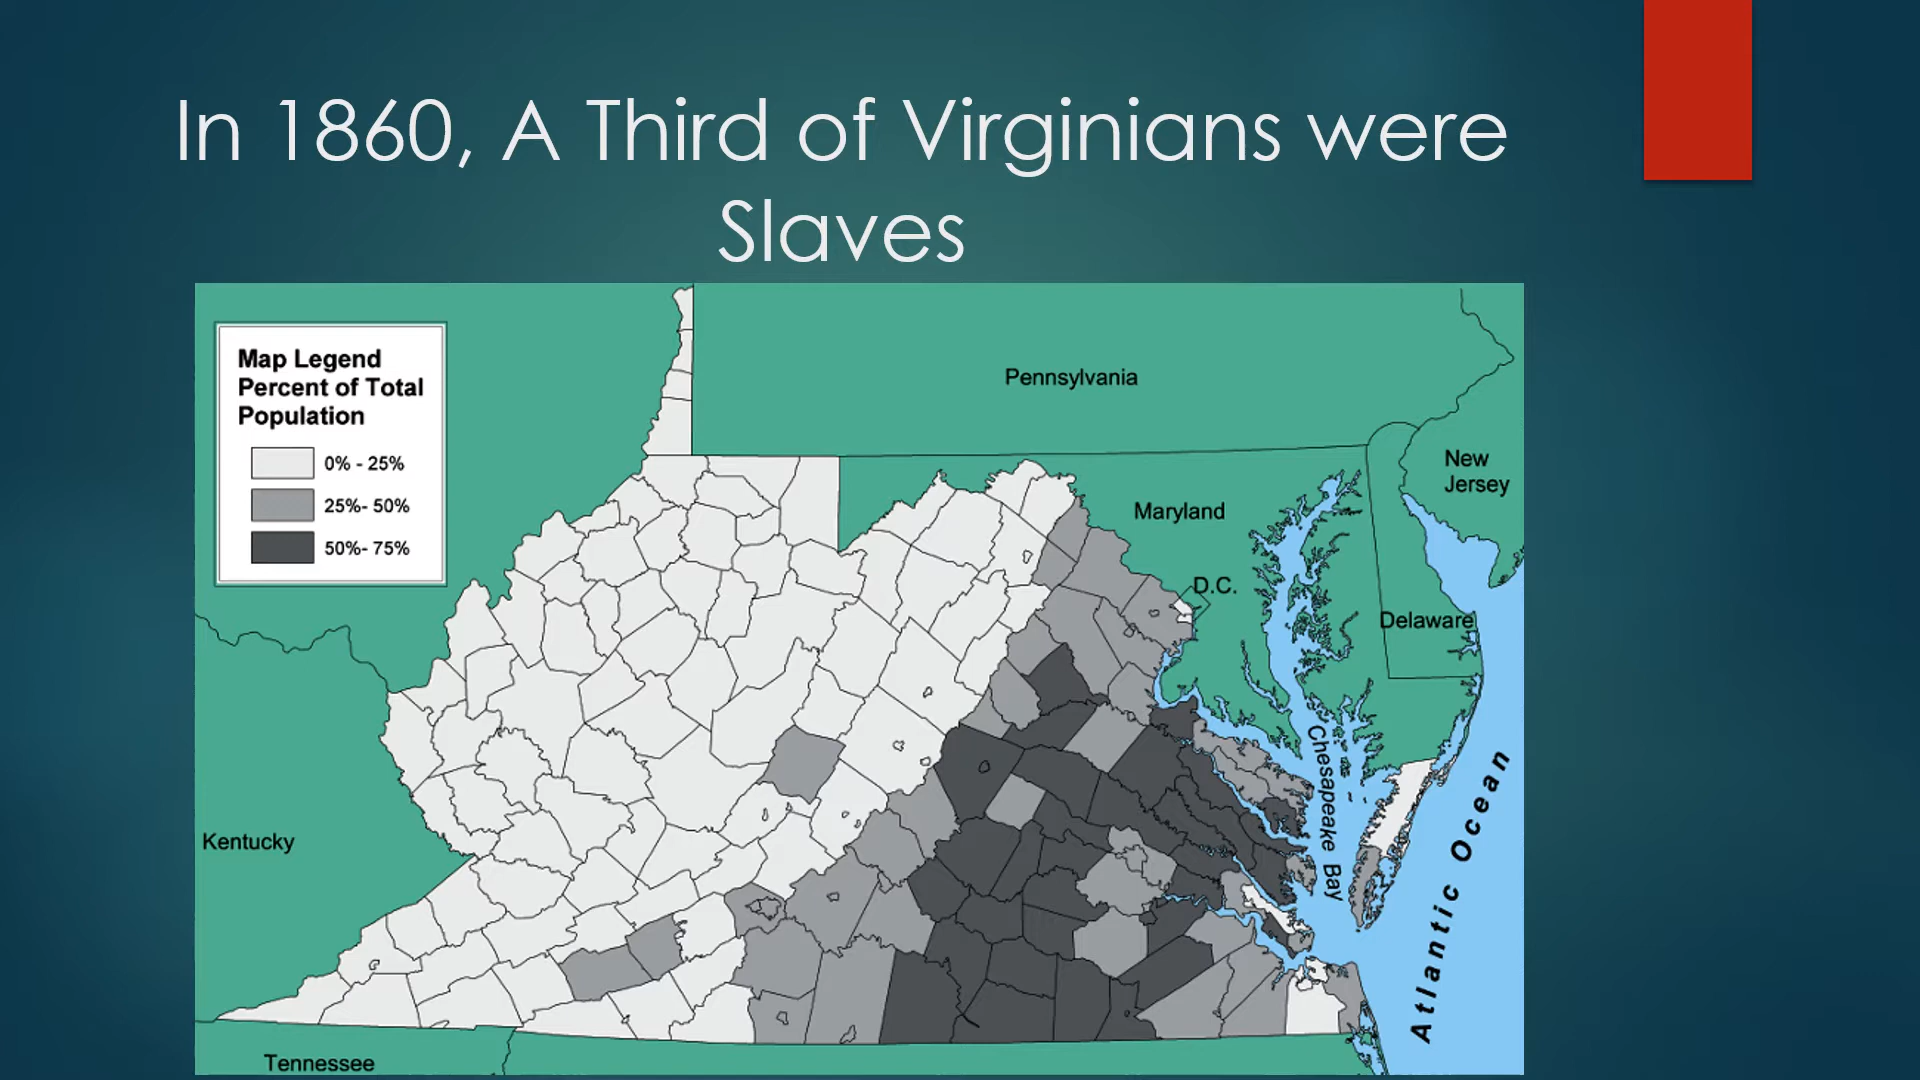 In 1860, A Third of Virginians were
Slaves
Map Legend
Percent of Total
Population
0% - 25%
25%- 50%
50%- 75%
Pennsylvania
New
Jersey
Maryland
D.C.
Delaware
Chesapeake Bay
Atlantic Ocean
Kentucky
Tennessee